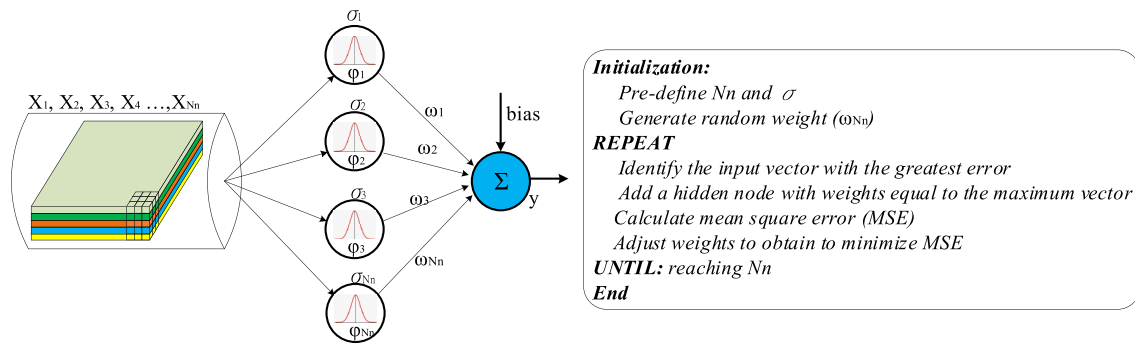 X1, X2, X3, X4 ...,XNn
σ1
φ1
σ2
φ2
σ3
φ3
σNn
φNn
ω1
ω2
ω3
ωNn
bias
Σ
y
Initialization:
Pre-define Nn and σ
Generate random weight (ωNn)
REPEAT
Identify the input vector with the greatest error
Add a hidden node with weights equal to the maximum vector
Calculate mean square error (MSE)
Adjust weights to obtain to minimize MSE
UNTIL: reaching Nn
End